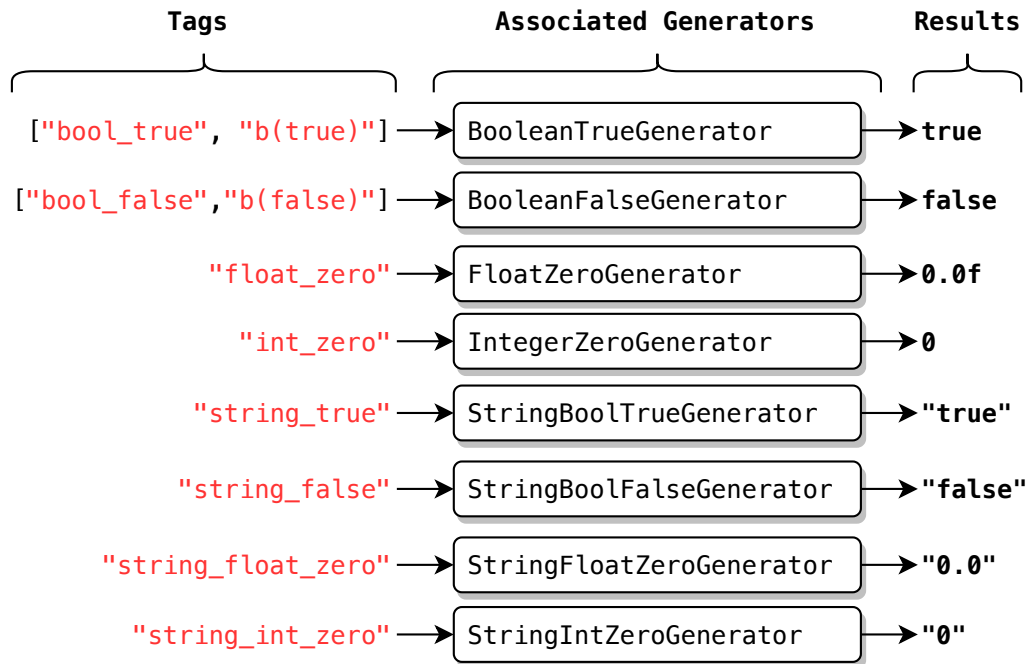 Tags Associated Generators Results
["bool_true", "b(true)"] BooleanTrueGenerator true
["bool_false","b(false)"] BooleanFalseGenerator false
"float_zero" FloatZeroGenerator 0.0f
"int_zero" IntegerZeroGenerator 0
"string_true" StringBoolTrueGenerator "true"
"string_false" StringBoolFalseGenerator "false"
"string_float_zero" StringFloatZeroGenerator "0.0"
"string_int_zero" StringIntZeroGenerator "0"